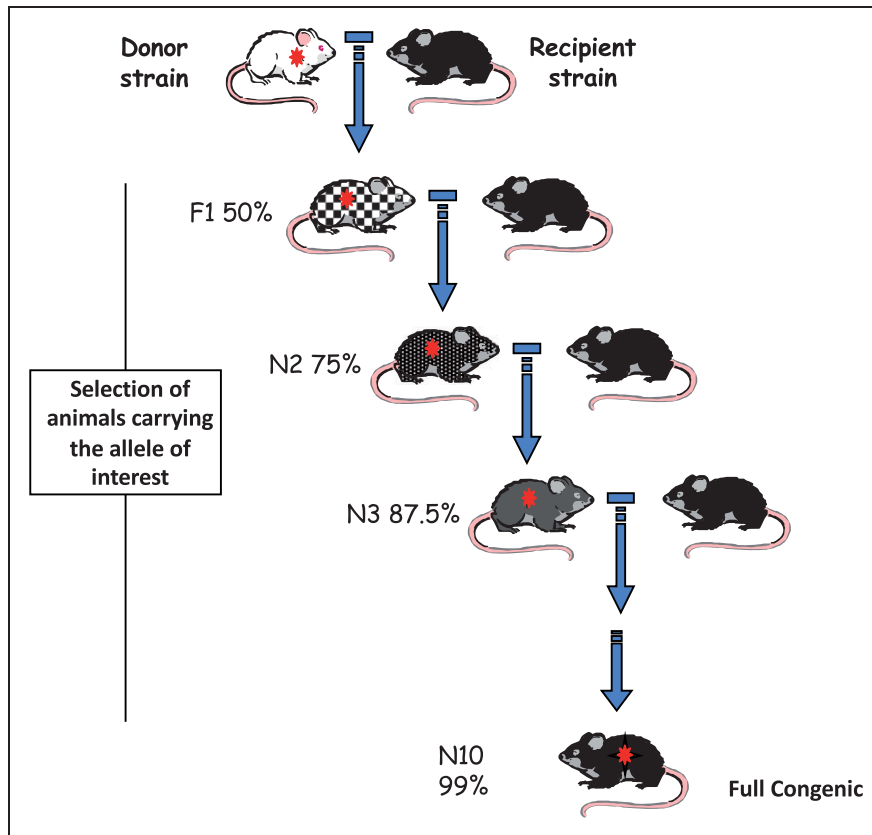 Donor
strain
Recipient
strain
F1 50%
N2 75%
Selection of
animals carrying
the allele of
interest
N3 87.5%
N10
99%
Full Congenic